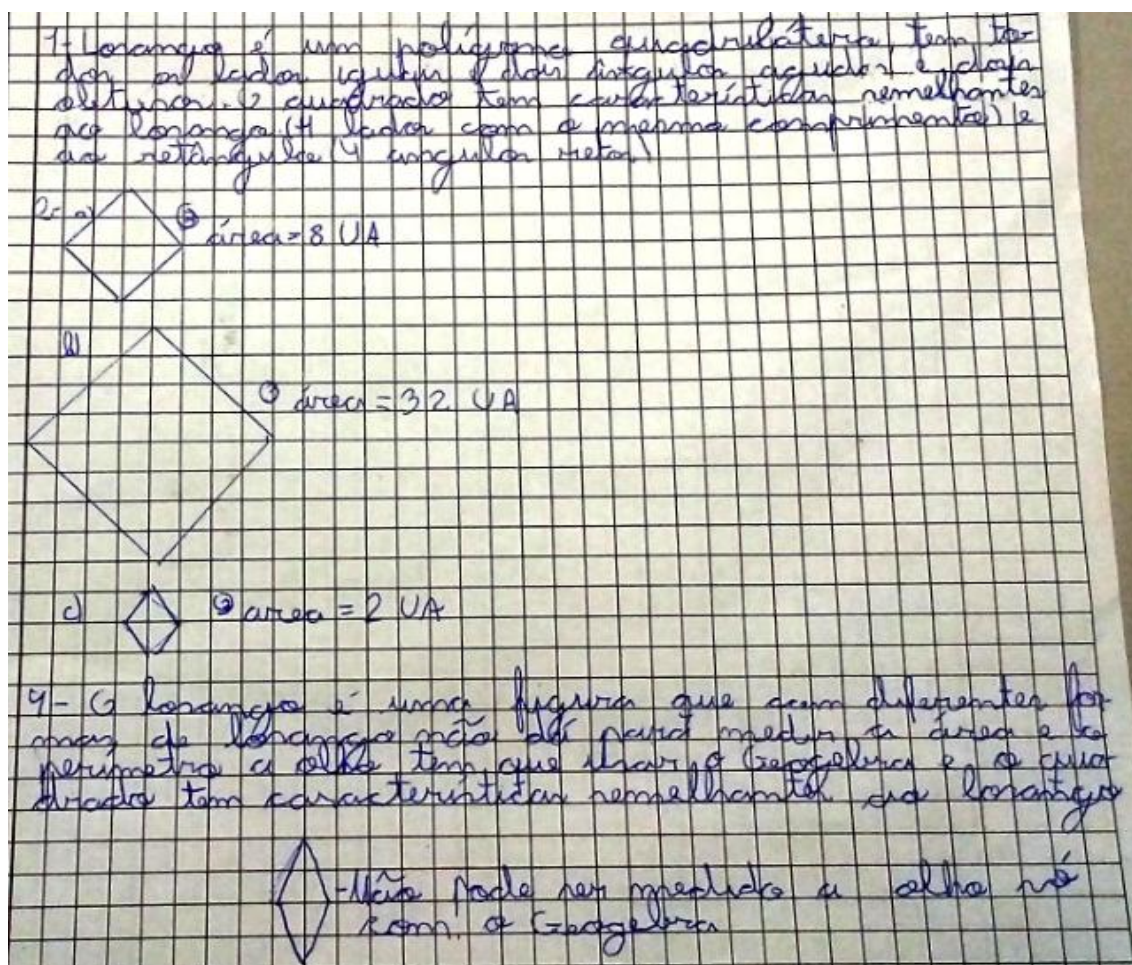 1- Losango é um polígono quadrilátero, tem to-
dos os lados iguais e dois ângulos agudos e dois
obtusos. O quadrado tem características semelhantes
ao losango (4 lados com o mesmo comprimento) e
ao retângulo (4 angulos retos)
2- a) área = 8 UA
b) área = 32 UA
c) area = 2 UA
4- O losango é uma figura que com diferentes for-
mas de losango não dá para medir a área e o
perimetro a olho tem que usar o Geogebra e o qua-
drado tem características semelhantes ao losango
-Não pode ser medido a olho só
com o Geogebra